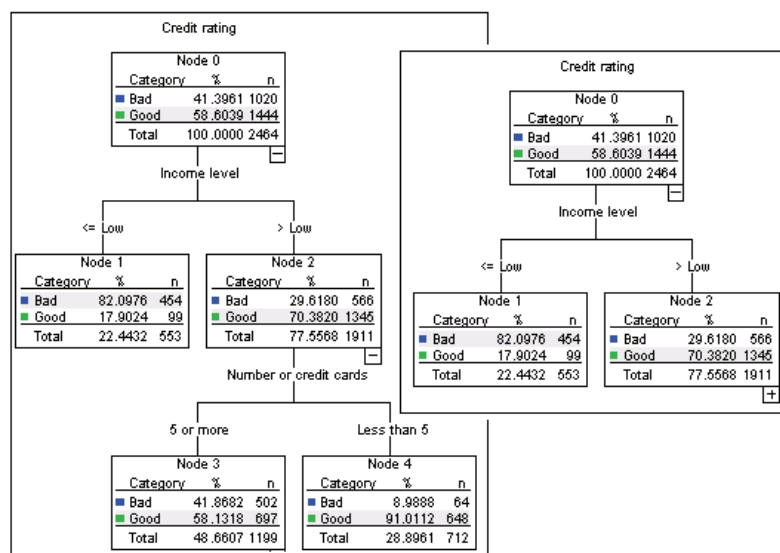 Credit rating
Node 0
Category % n
Bad 41.3961 1020
Good 58.6039 1444
Total 100.0000 2464
Income level
<= Low
> Low
Node 1
Category % n
Bad 82.0976 454
Good 17.9024 99
Total 22.4432 553
Node 2
Category % n
Bad 29.6180 566
Good 70.3820 1345
Total 77.5568 1911
Number or credit cards
5 or more
Less than 5
Node 3
Category % n
Bad 41.8682 502
Good 58.1318 697
Total 48.6607 1199
Node 4
Category % n
Bad 8.9888 64
Good 91.0112 648
Total 28.8961 712
Credit rating
Node 0
Category % n
Bad 41.3961 1020
Good 58.6039 1444
Total 100.0000 2464
Income level
<= Low
> Low
Node 1
Category % n
Bad 82.0976 454
Good 17.9024 99
Total 22.4432 553
Node 2
Category % n
Bad 29.6180 566
Good 70.3820 1345
Total 77.5568 1911